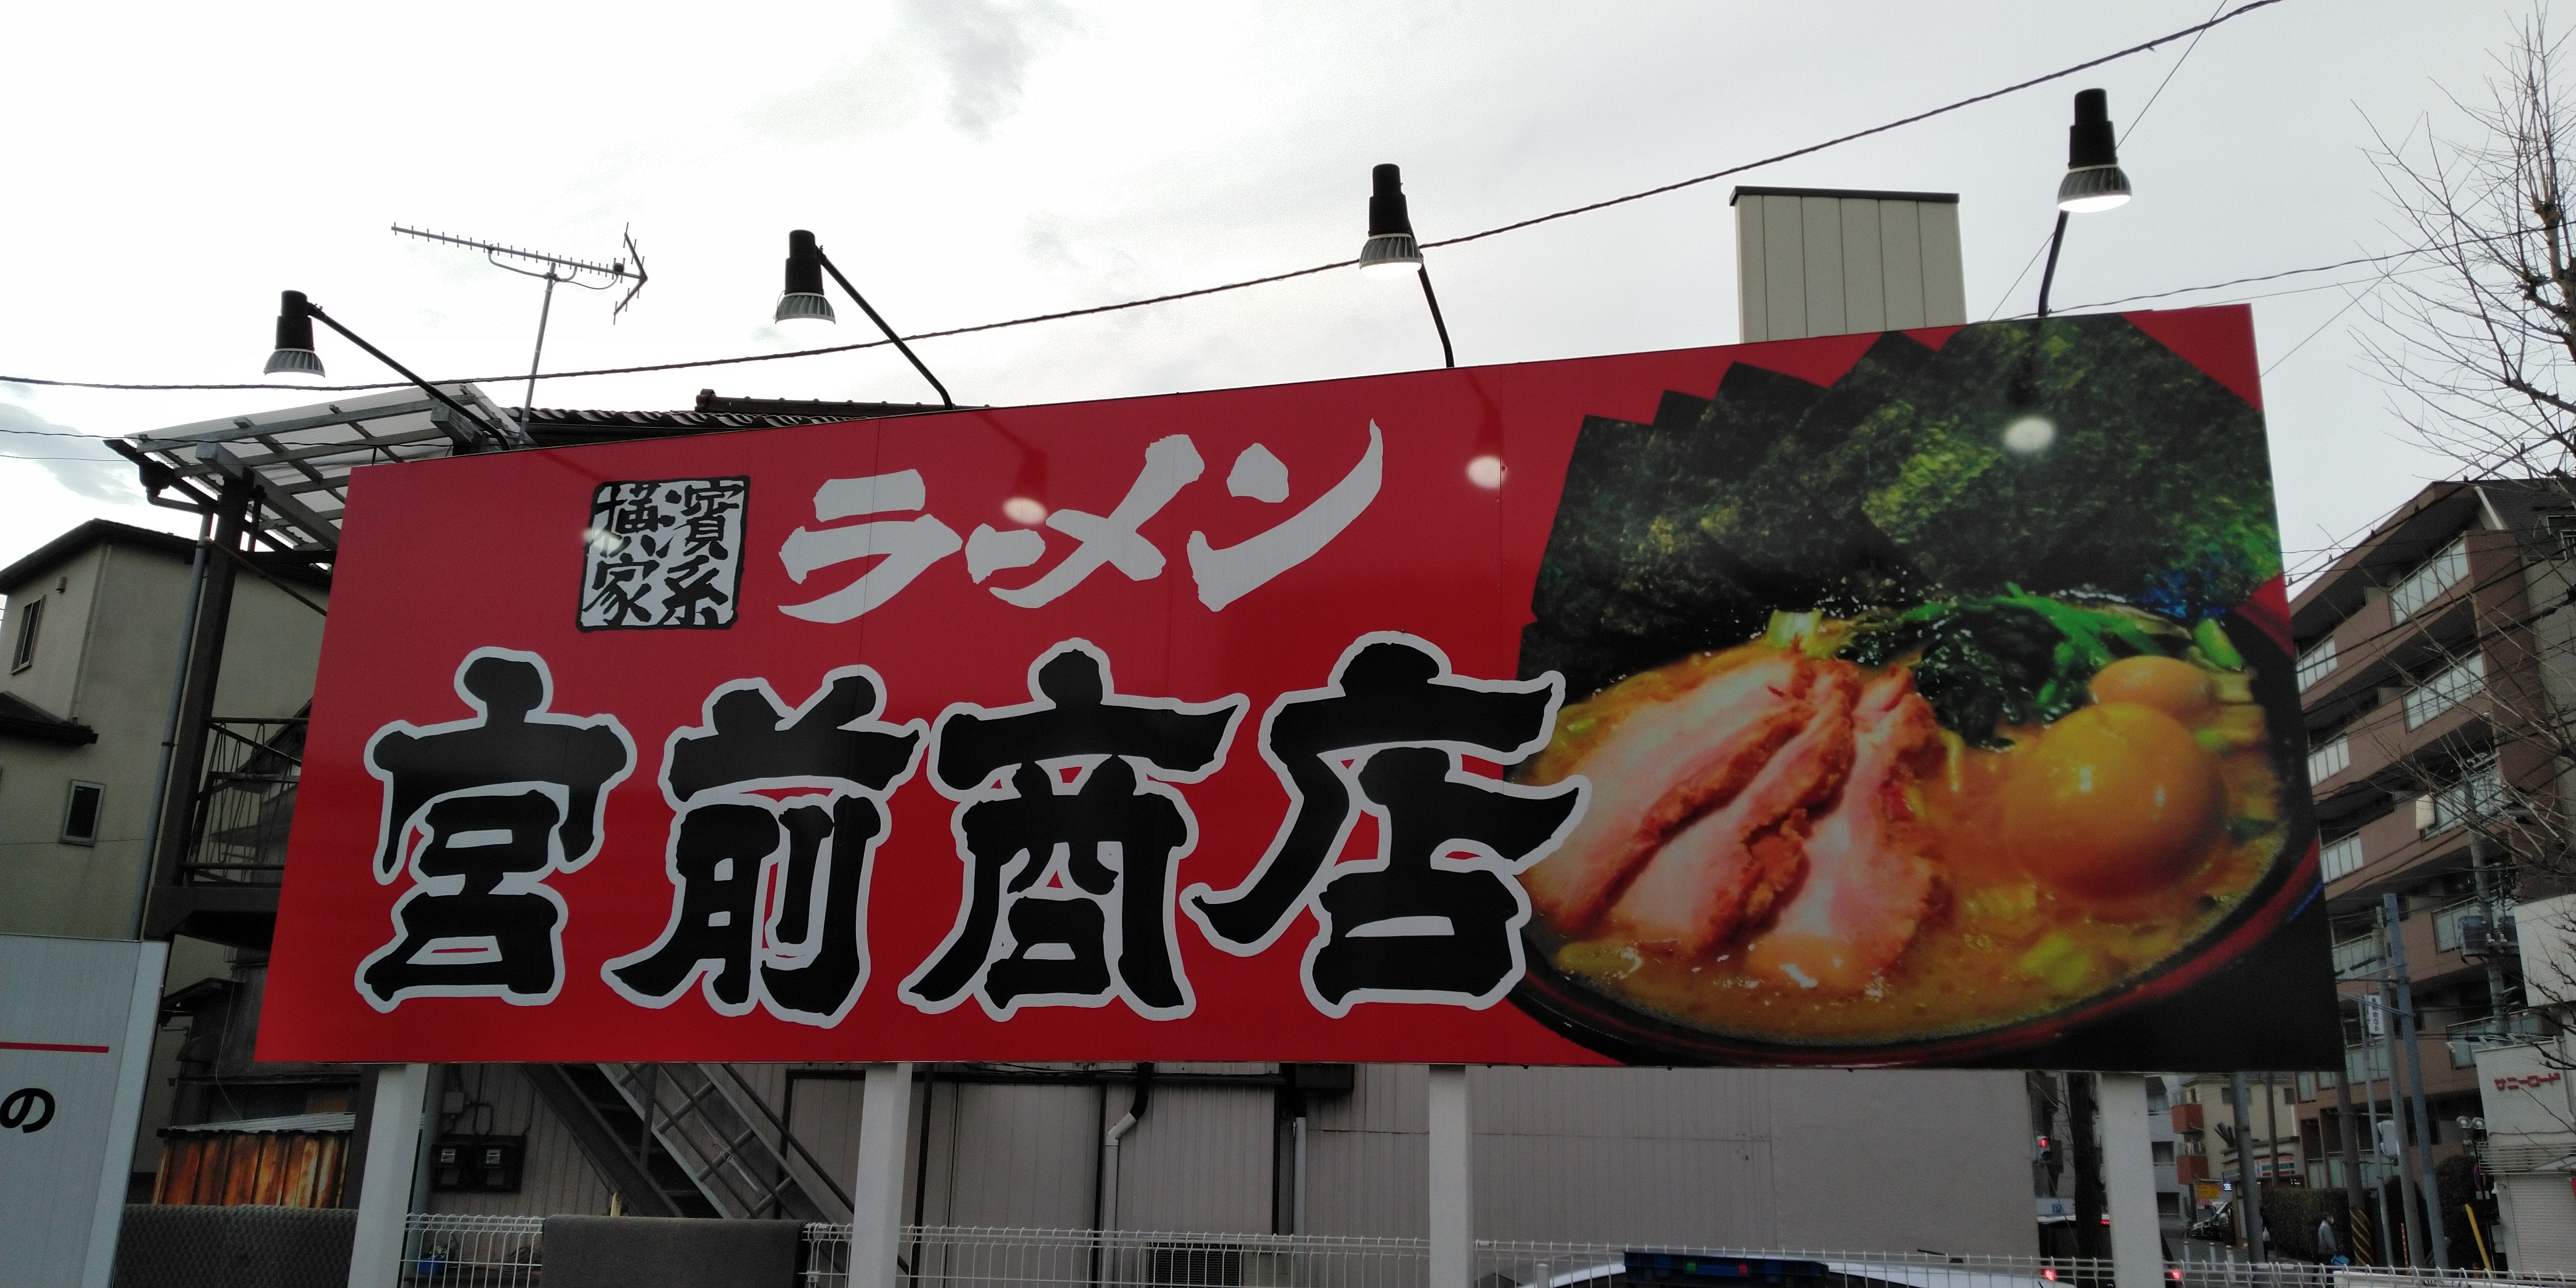 横濱家系
ラーメン
宮前商店
の
サニーロード